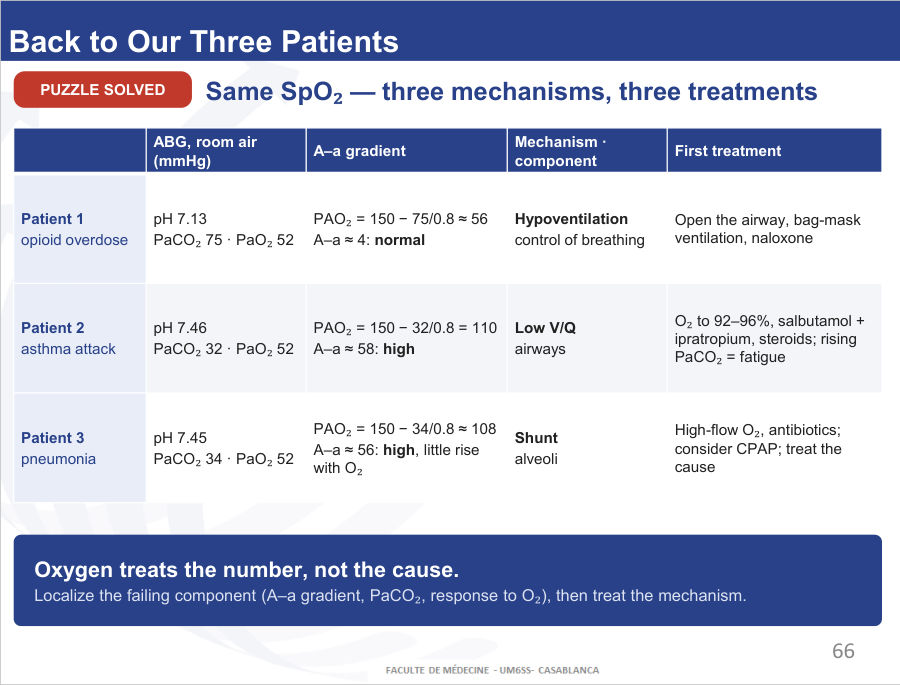 Back to Our Three Patients
PUZZLE SOLVED
Same SpO₂ — three mechanisms, three treatments
ABG, room air
(mmHg)
A–a gradient
Mechanism ·
component
First treatment
Patient 1
opioid overdose
pH 7.13
PaCO₂ 75 · PaO₂ 52
PAO₂ = 150 − 75/0.8 ≈ 56
A–a ≈ 4: normal
Hypoventilation
control of breathing
Open the airway, bag-mask
ventilation, naloxone
Patient 2
asthma attack
pH 7.46
PaCO₂ 32 · PaO₂ 52
PAO₂ = 150 − 32/0.8 = 110
A–a ≈ 58: high
Low V/Q
airways
O₂ to 92–96%, salbutamol +
ipratropium, steroids; rising
PaCO₂ = fatigue
Patient 3
pneumonia
pH 7.45
PaCO₂ 34 · PaO₂ 52
PAO₂ = 150 − 34/0.8 ≈ 108
A–a ≈ 56: high, little rise
with O₂
Shunt
alveoli
High-flow O₂, antibiotics;
consider CPAP; treat the
cause
Oxygen treats the number, not the cause.
Localize the failing component (A–a gradient, PaCO₂, response to O₂), then treat the mechanism.
66
FACULTE DE MÉDECINE - UM6SS- CASABLANCA